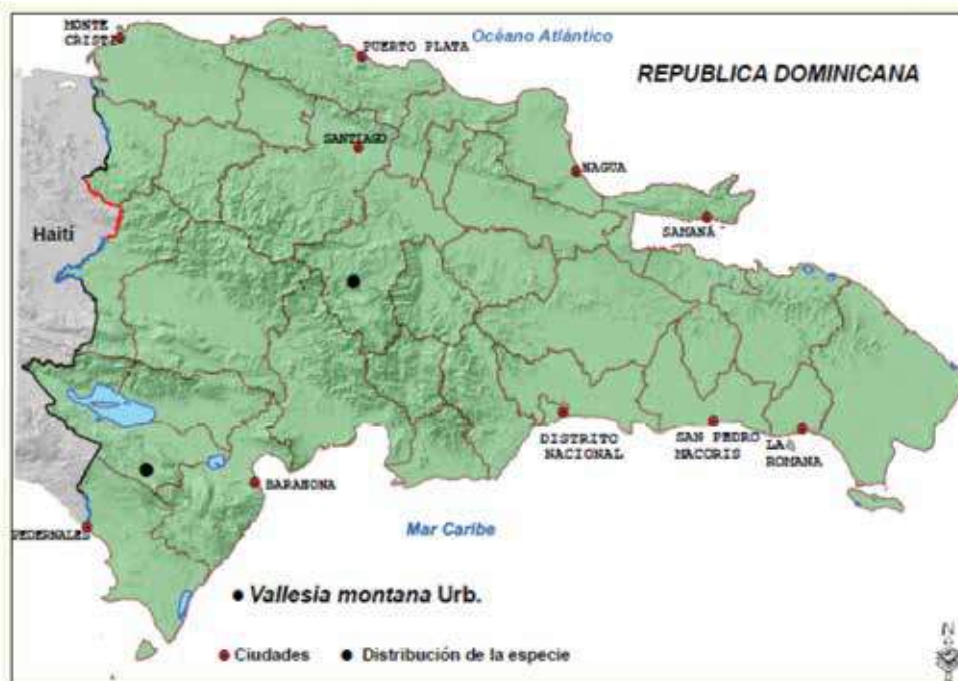 MONTE
CRISTI
PUERTO PLATA
Océano Atlántico
REPUBLICA DOMINICANA
SANTIAGO
NAGUA
SAMANÁ
Haití
DISTRITO
NACIONAL
SAN PEDRO
MACORIS
LA
ROMANA
BARAHONA
PEDERNALES
Mar Caribe
Vallesia montana Urb.
Ciudades
Distribución de la especie
N